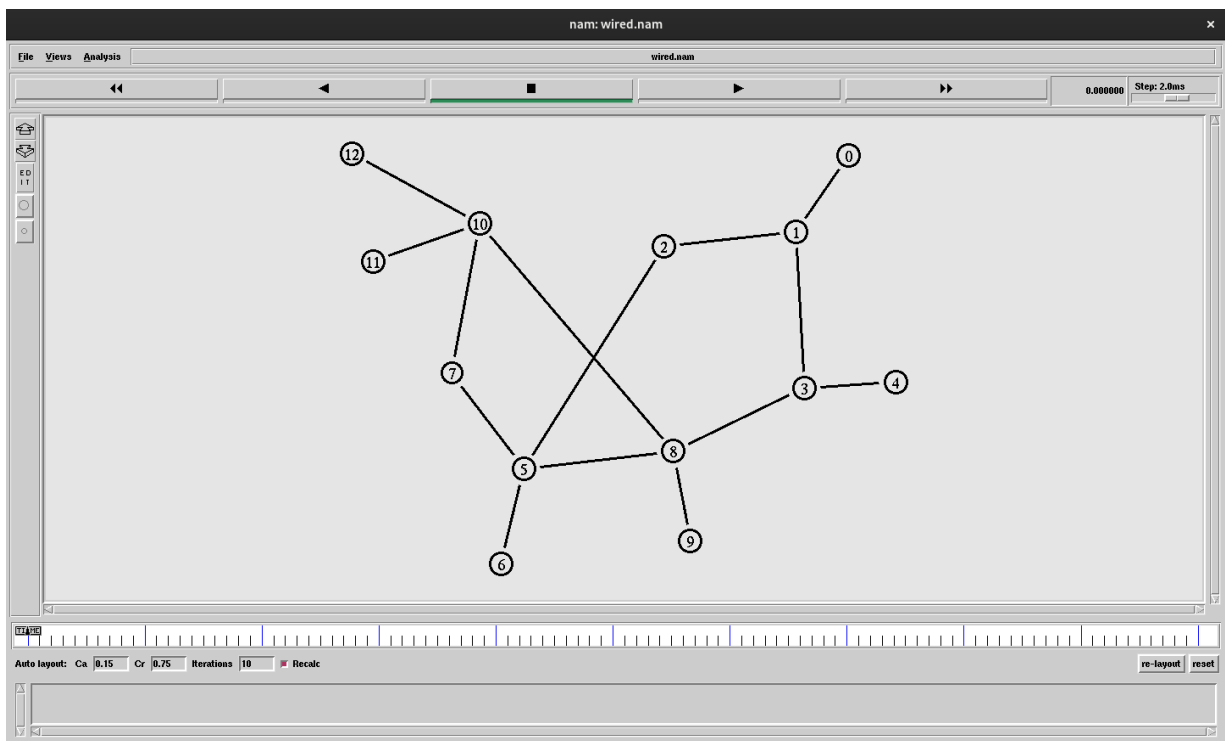 nam: wired.nam
File Views Analysis wired.nam
0.000000 Step: 2.0ms
ED
IT
12
0
10
1
2
11
7
4
3
8
5
9
6
TIME
Auto layout: Ca 0.15 Cr 0.75 Iterations 10 Recalc re-layout reset